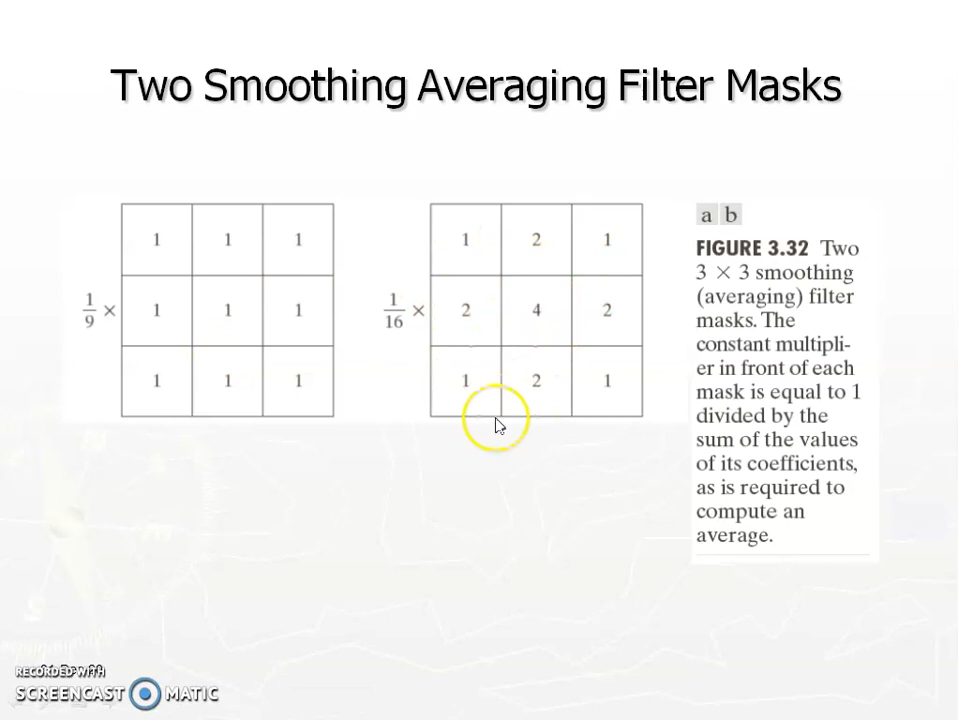 Two Smoothing Averaging Filter Masks
1 1 1
1/9 × 1 1 1
1 1 1
1 2 1
1/16 × 2 4 2
1 2 1
a b
FIGURE 3.32 Two
3 × 3 smoothing
(averaging) filter
masks. The
constant multipli-
er in front of each
mask is equal to 1
divided by the
sum of the values
of its coefficients,
as is required to
compute an
average.
RECORDED WITH
SCREENCAST MATIC